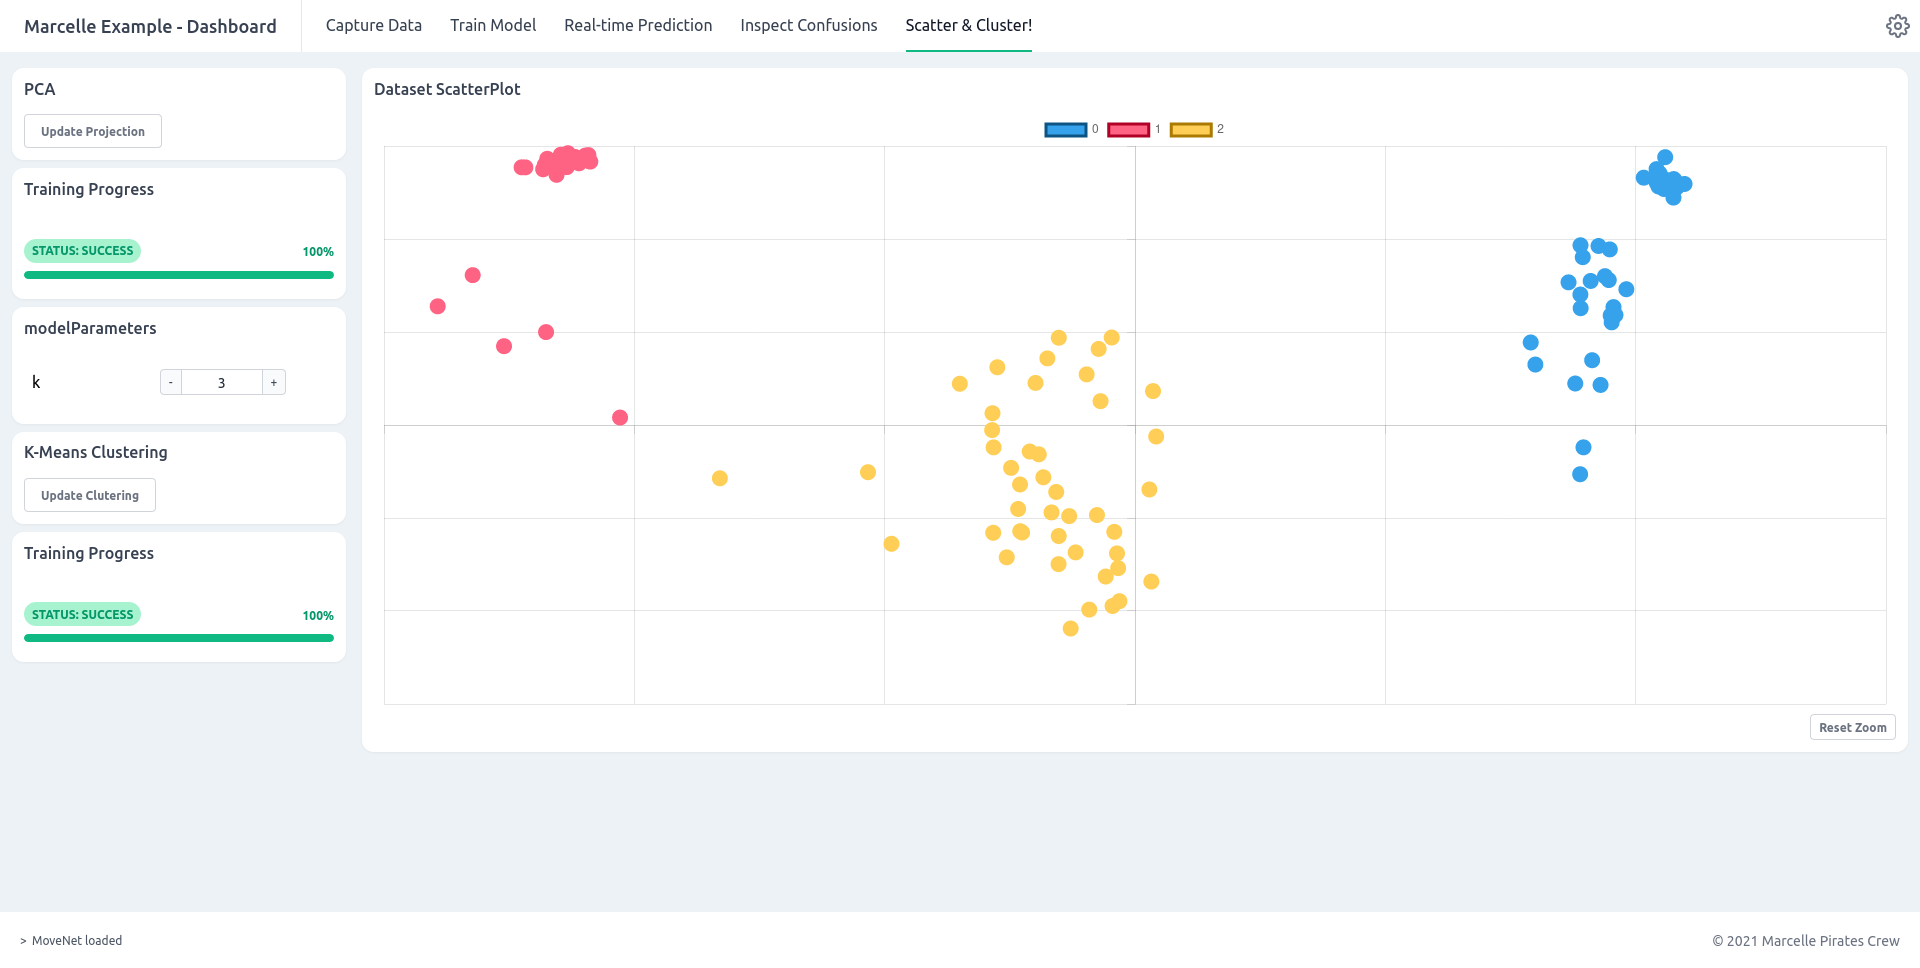 Marcelle Example - Dashboard
Capture Data
Train Model
Real-time Prediction
Inspect Confusions
Scatter & Cluster!
PCA
Update Projection
Training Progress
STATUS: SUCCESS
100%
modelParameters
k
-
3
+
K-Means Clustering
Update Clutering
Training Progress
STATUS: SUCCESS
100%
Dataset ScatterPlot
0
1
2
Reset Zoom
> MoveNet loaded
© 2021 Marcelle Pirates Crew